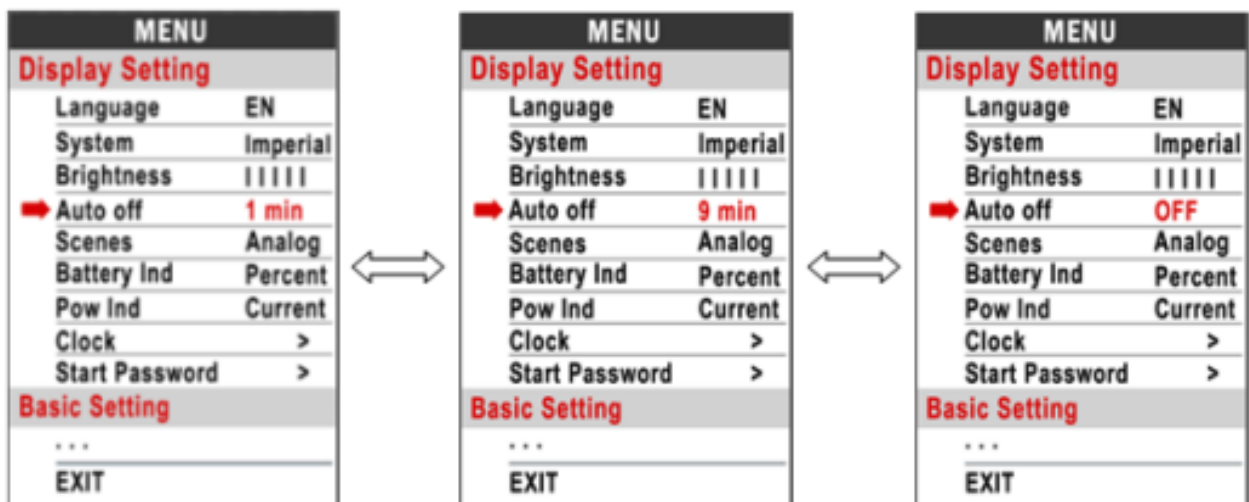 MENU
Display Setting
Language EN
System Imperial
Brightness IIIII
Auto off 1 min
Scenes Analog
Battery Ind Percent
Pow Ind Current
Clock >
Start Password >
Basic Setting
...
EXIT
MENU
Display Setting
Language EN
System Imperial
Brightness IIIII
Auto off 9 min
Scenes Analog
Battery Ind Percent
Pow Ind Current
Clock >
Start Password >
Basic Setting
...
EXIT
MENU
Display Setting
Language EN
System Imperial
Brightness IIIII
Auto off OFF
Scenes Analog
Battery Ind Percent
Pow Ind Current
Clock >
Start Password >
Basic Setting
...
EXIT